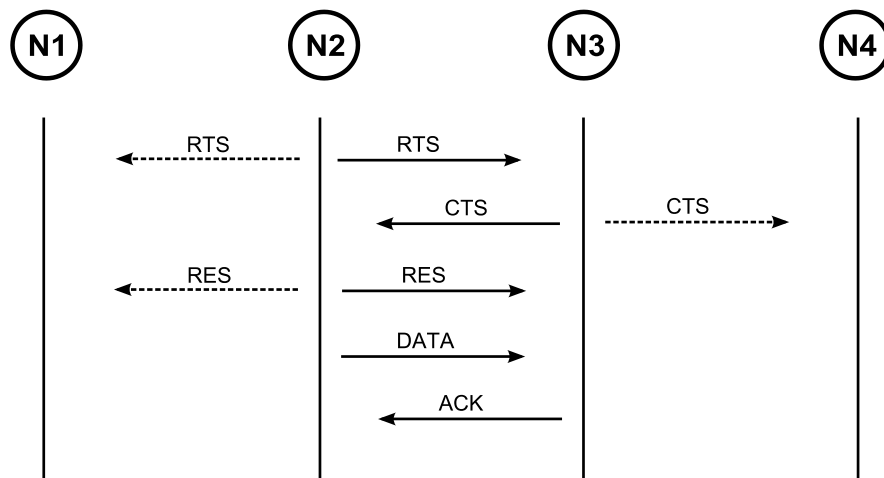 N1 N2 N3 N4
RTS RTS
CTS CTS
RES RES
DATA
ACK